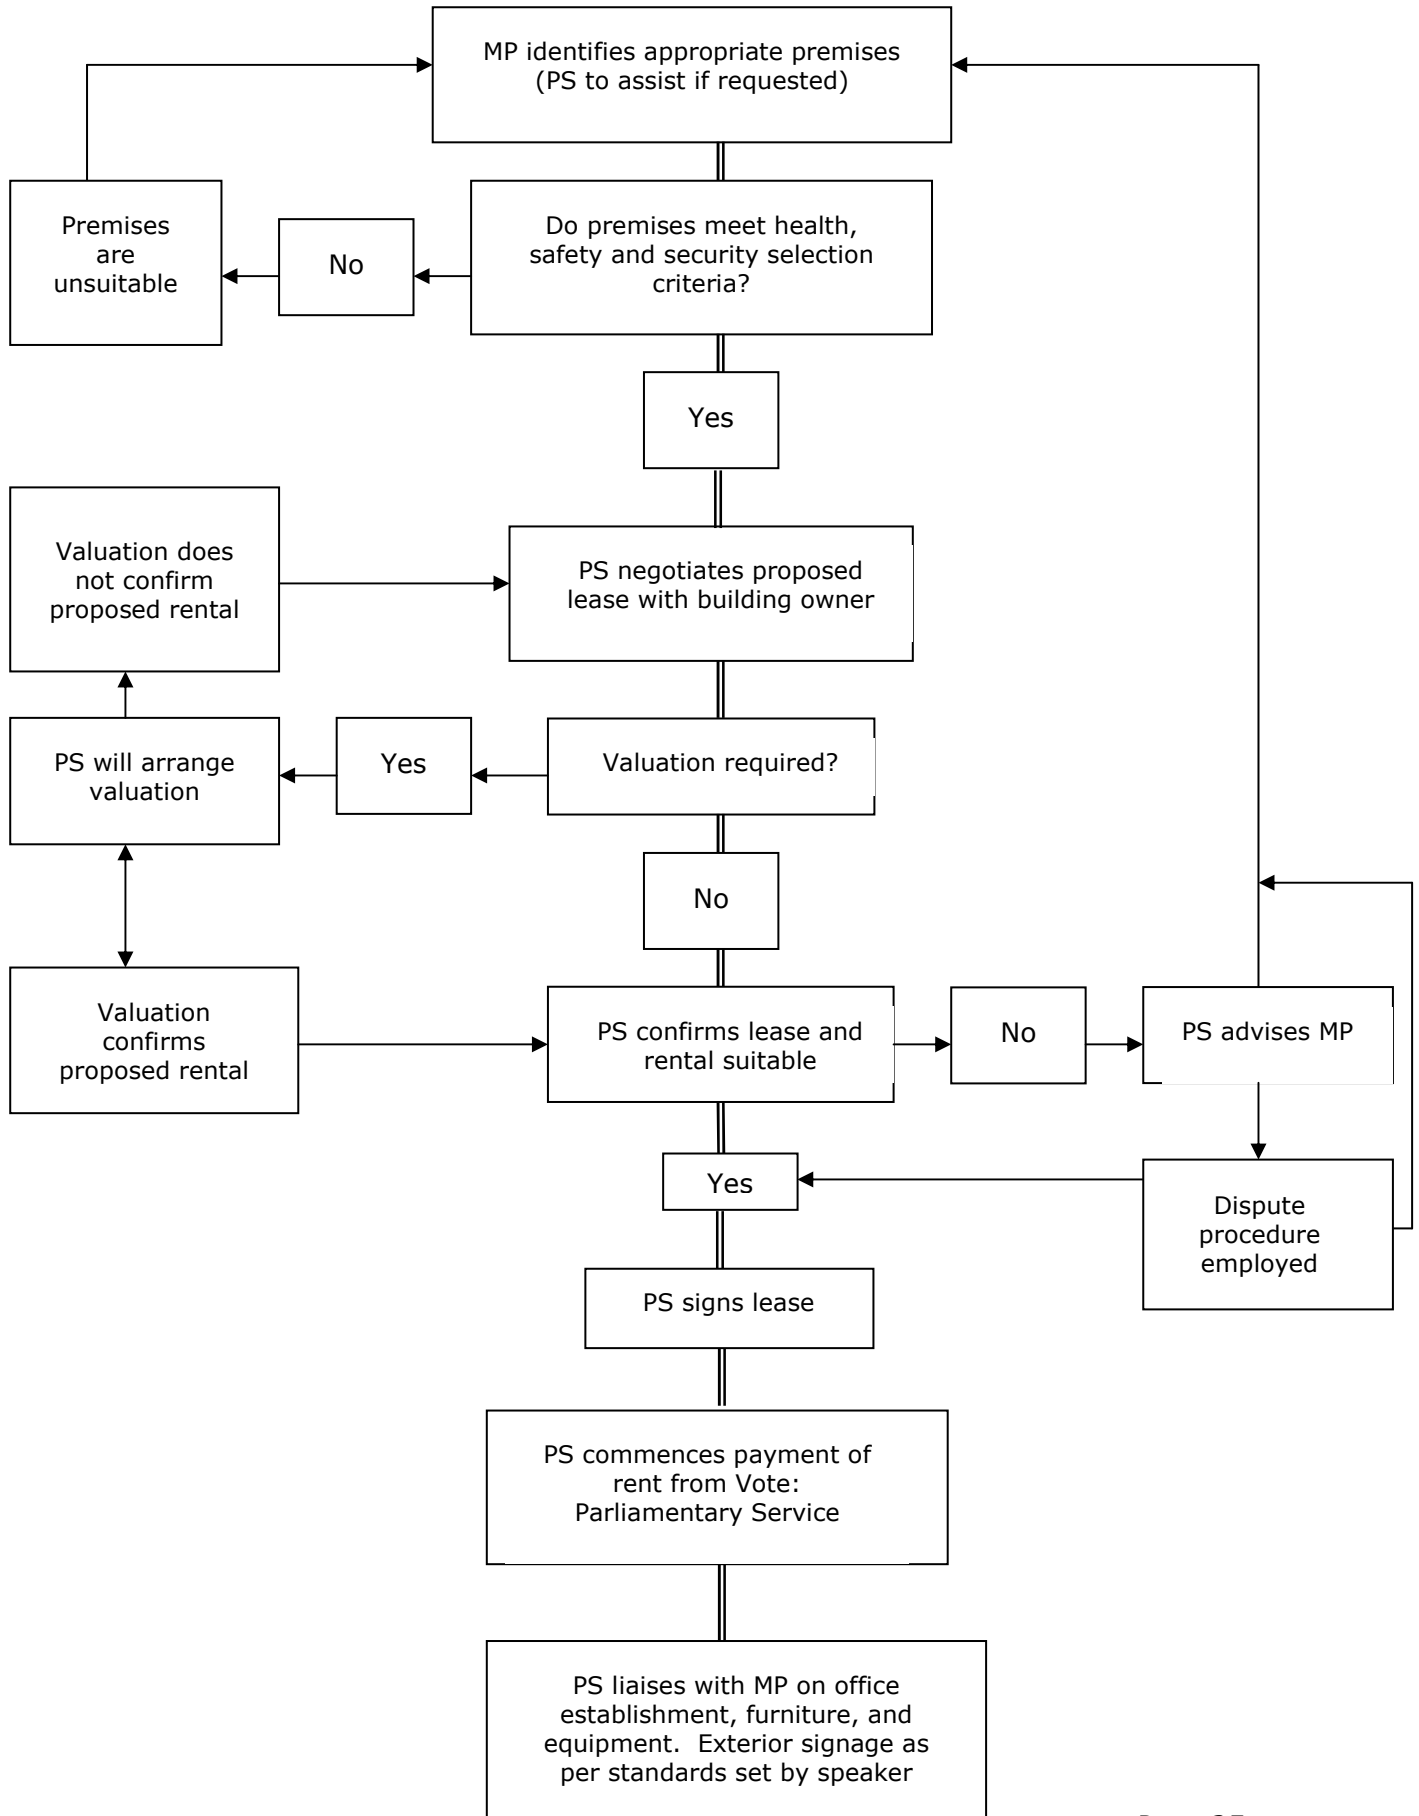 MP identifies appropriate premises
(PS to assist if requested)
Premises
are
unsuitable
No
Do premises meet health,
safety and security selection
criteria?
Yes
Valuation does
not confirm
proposed rental
PS negotiates proposed
lease with building owner
PS will arrange
valuation
Yes
Valuation required?
No
Valuation
confirms
proposed rental
PS confirms lease and
rental suitable
No
PS advises MP
Yes
Dispute
procedure
employed
PS signs lease
PS commences payment of
rent from Vote:
Parliamentary Service
PS liaises with MP on office
establishment, furniture, and
equipment.  Exterior signage as
per standards set by speaker